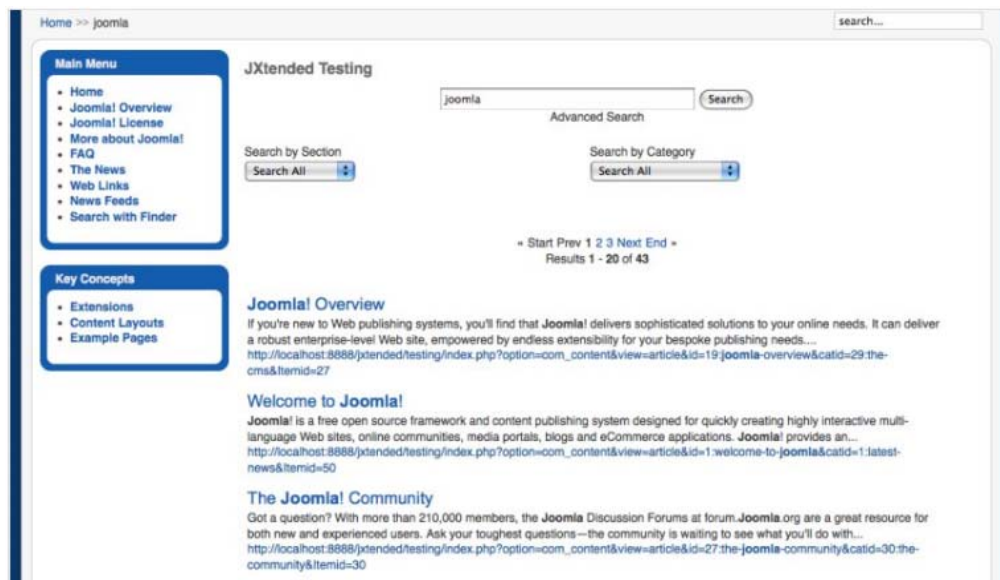 Home >> joomla
search...
Main Menu
Home
Joomla! Overview
Joomla! License
More about Joomla!
FAQ
The News
Web Links
News Feeds
Search with Finder
Key Concepts
Extensions
Content Layouts
Example Pages
JXtended Testing
joomla Search
Advanced Search
Search by Section Search by Category
Search All Search All
« Start Prev 1 2 3 Next End »
Results 1 - 20 of 43
Joomla! Overview
If you're new to Web publishing systems, you'll find that Joomla! delivers sophisticated solutions to your online needs. It can deliver
a robust enterprise-level Web site, empowered by endless extensibility for your bespoke publishing needs....
http://localhost:8888/jxtended/testing/index.php?option=com_content&view=article&id=19:joomla-overview&catid=29:the-
cms&Itemid=27
Welcome to Joomla!
Joomla! is a free open source framework and content publishing system designed for quickly creating highly interactive multi-
language Web sites, online communities, media portals, blogs and eCommerce applications. Joomla! provides an...
http://localhost:8888/jxtended/testing/index.php?option=com_content&view=article&id=1:welcome-to-joomla&catid=1:latest-
news&Itemid=50
The Joomla! Community
Got a question? With more than 210,000 members, the Joomla Discussion Forums at forum.Joomla.org are a great resource for
both new and experienced users. Ask your toughest questions—the community is waiting to see what you'll do with...
http://localhost:8888/jxtended/testing/index.php?option=com_content&view=article&id=27:the-joomla-community&catid=30:the-
community&Itemid=30